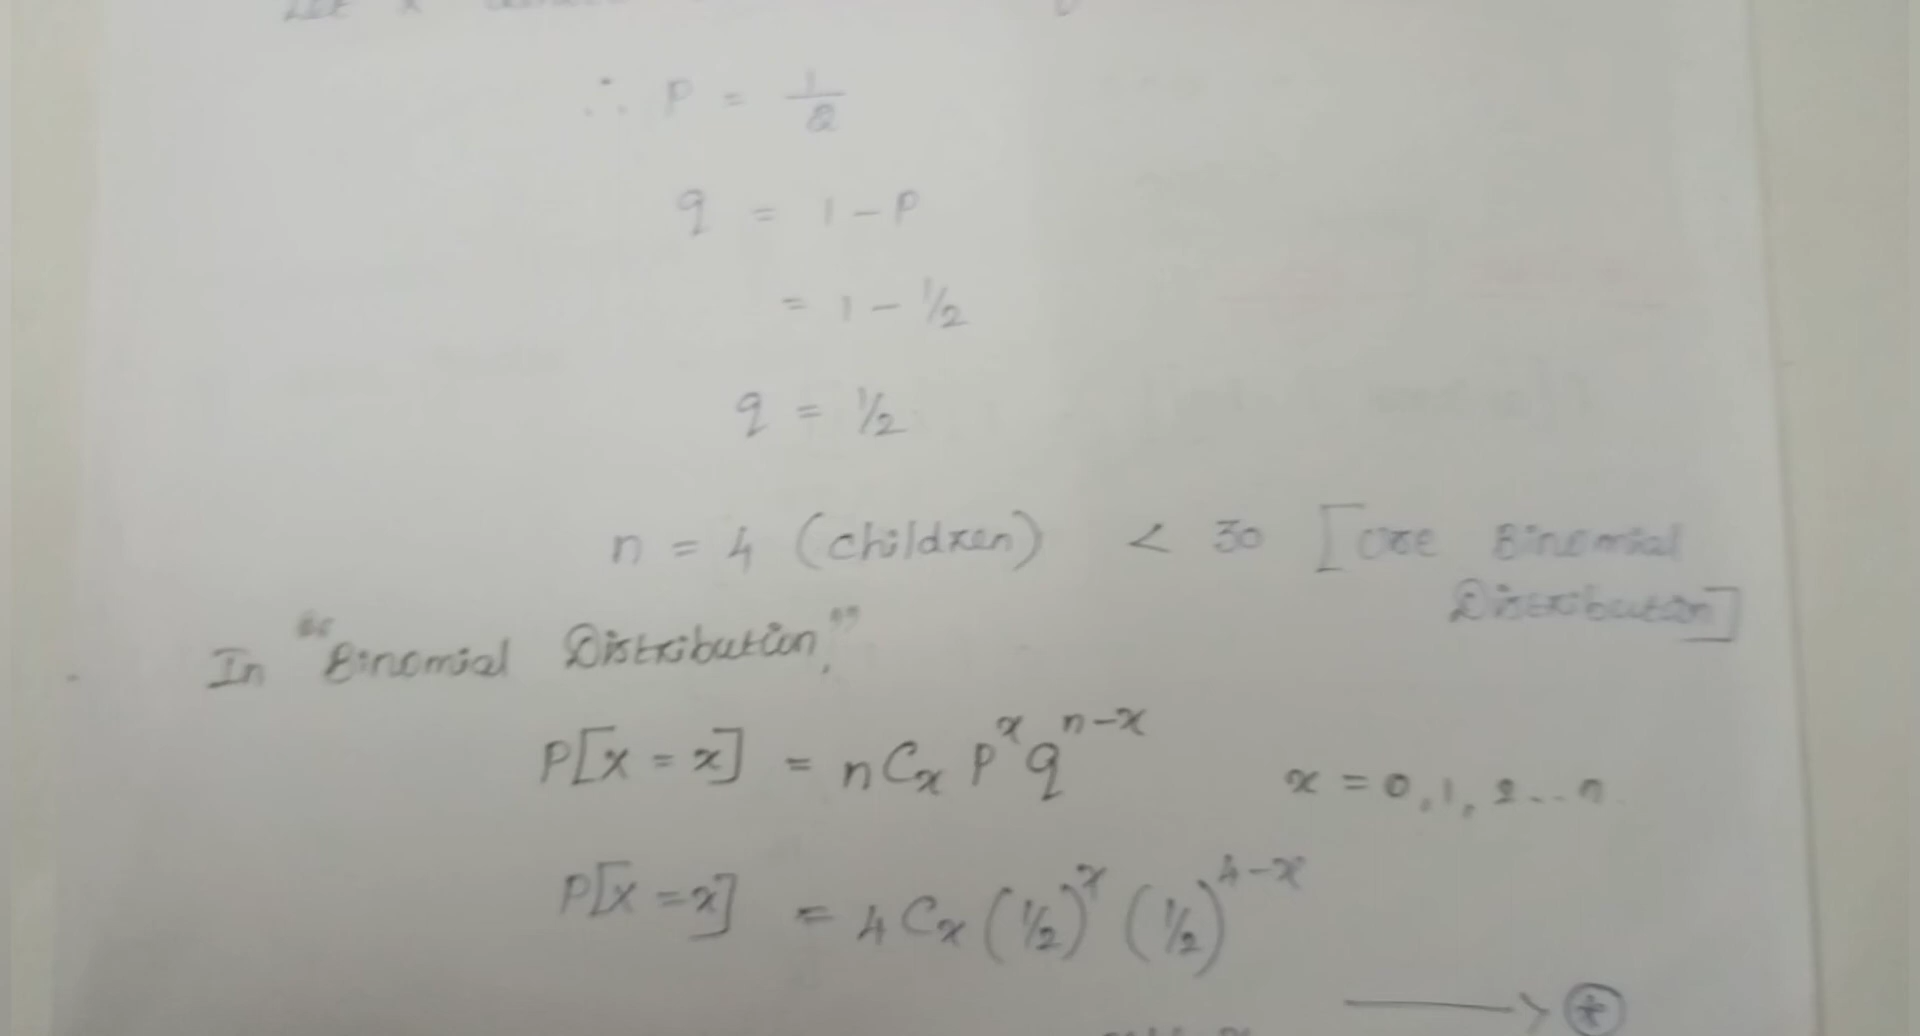 Let x
∴ P = 1/2
q = 1 - P
= 1 - 1/2
q = 1/2
n = 4 (children) < 30 [use Binomial
Distribution]
In "Binomial Distribution,"
P[X = x] = nCx p^x q^n-x x = 0, 1, 2 ... n.
P[X = x] = 4Cx (1/2)^x (1/2)^4-x
⟶ ⊛